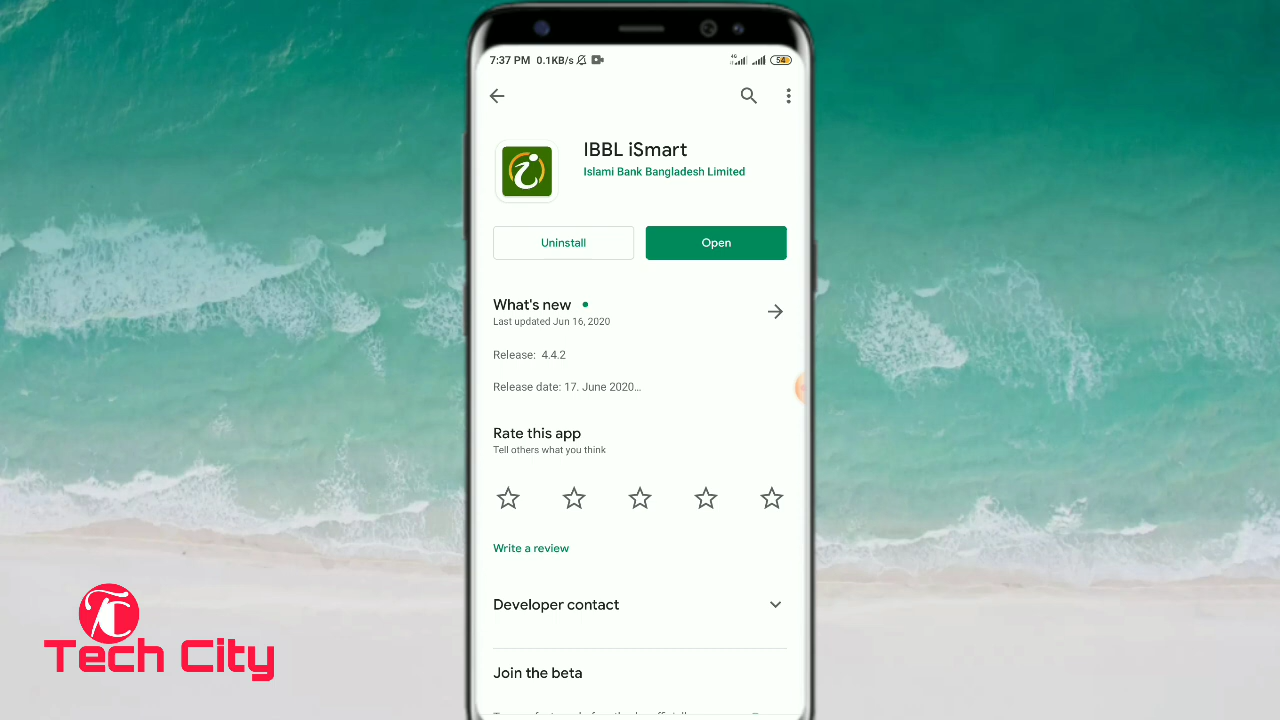 7:37 PM 0.1KB/s
4G
54
IBBL iSmart
Islami Bank Bangladesh Limited
Uninstall
Open
What's new
Last updated Jun 16, 2020
Release: 4.4.2
Release date: 17. June 2020...
Rate this app
Tell others what you think
Write a review
Developer contact
Join the beta
Tech City